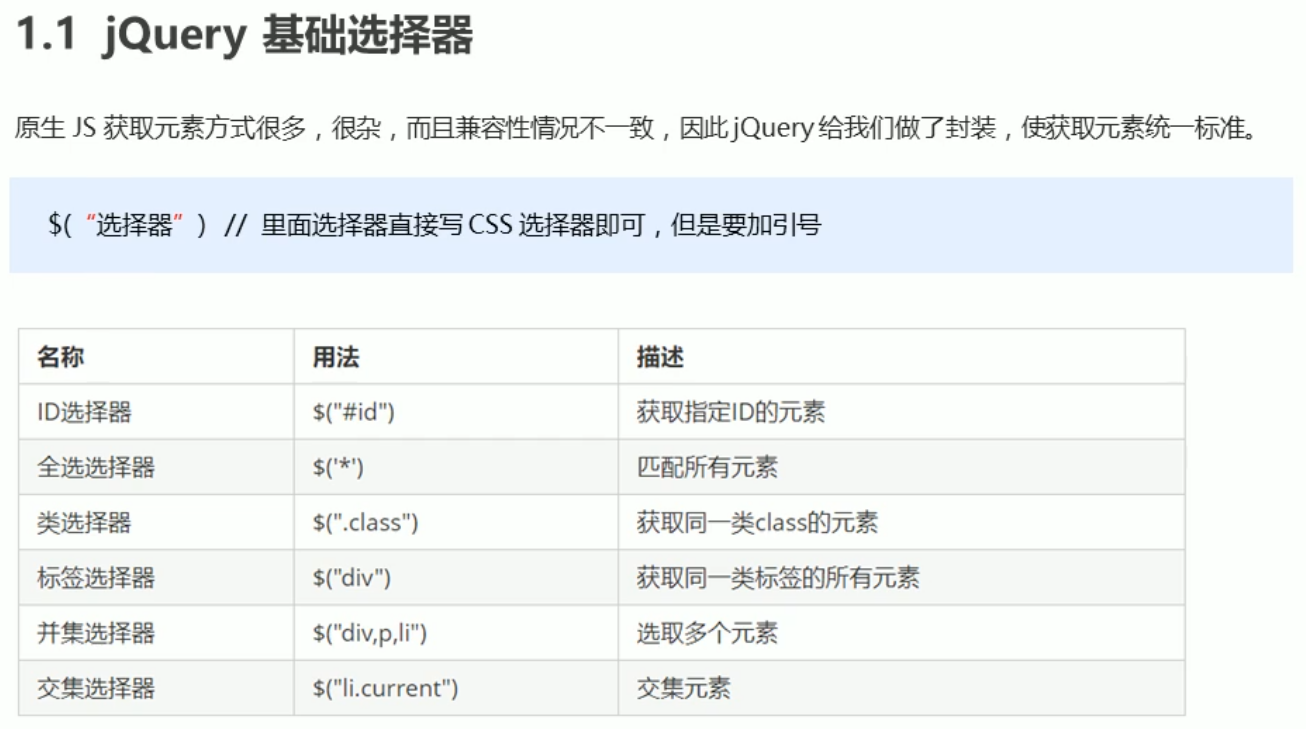 1.1 jQuery 基础选择器
原生 JS 获取元素方式很多，很杂，而且兼容性情况不一致，因此 jQuery 给我们做了封装，使获取元素统一标准。
$(“选择器”) // 里面选择器直接写 CSS 选择器即可，但是要加引号
名称 用法 描述
ID选择器 $("#id") 获取指定ID的元素
全选选择器 $('*') 匹配所有元素
类选择器 $(".class") 获取同一类class的元素
标签选择器 $("div") 获取同一类标签的所有元素
并集选择器 $("div,p,li") 选取多个元素
交集选择器 $("li.current") 交集元素